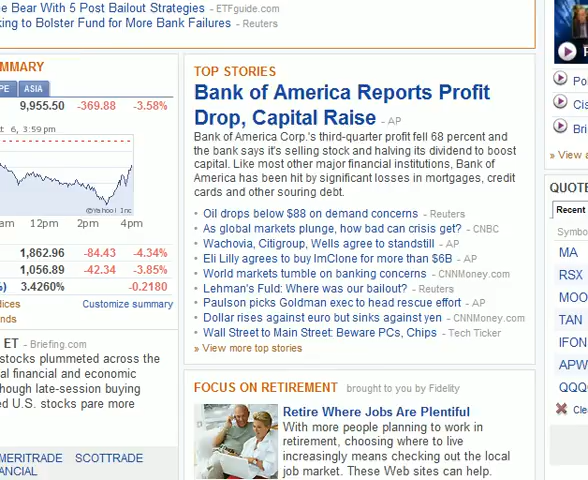 e Bear With 5 Post Bailout Strategies - ETFguide.com
king to Bolster Fund for More Bank Failures - Reuters
MMARY
PE ASIA
9,955.50 -369.88 -3.58%
t 6, 3:59 pm
©Yahoo! Inc
am 12pm 2pm 4pm
1,862.96 -84.43 -4.34%
1,056.89 -42.34 -3.85%
%) 3.4260% -0.2180
dices Customize summary
nds
ET - Briefing.com
stocks plummeted across the
al financial and economic
hough late-session buying
ed U.S. stocks pare more
MERITRADE SCOTTRADE
ANCIAL
TOP STORIES
Bank of America Reports Profit
Drop, Capital Raise - AP
Bank of America Corp.'s third-quarter profit fell 68 percent and
the bank says it's selling stock and halving its dividend to boost
capital. Like most other major financial institutions, Bank of
America has been hit by significant losses in mortgages, credit
cards and other souring debt.
• Oil drops below $88 on demand concerns - Reuters
• As global markets plunge, how bad can crisis get? - CNBC
• Wachovia, Citigroup, Wells agree to standstill - AP
• Eli Lilly agrees to buy ImClone for more than $6B - AP
• World markets tumble on banking concerns - CNNMoney.com
• Lehman's Fuld: Where was our bailout? - Reuters
• Paulson picks Goldman exec to head rescue effort - AP
• Dollar rises against euro but sinks against yen - CNNMoney.com
• Wall Street to Main Street: Beware PCs, Chips - Tech Ticker
» View more top stories
FOCUS ON RETIREMENT brought to you by Fidelity
Retire Where Jobs Are Plentiful
With more people planning to work in
retirement, choosing where to live
increasingly means checking out the local
job market. These Web sites can help.
Po
Cis
Bri
» View a
QUOTE
Recent
Symbo
MA
RSX
MOO
TAN
IFON
APW
QQQ
Cle